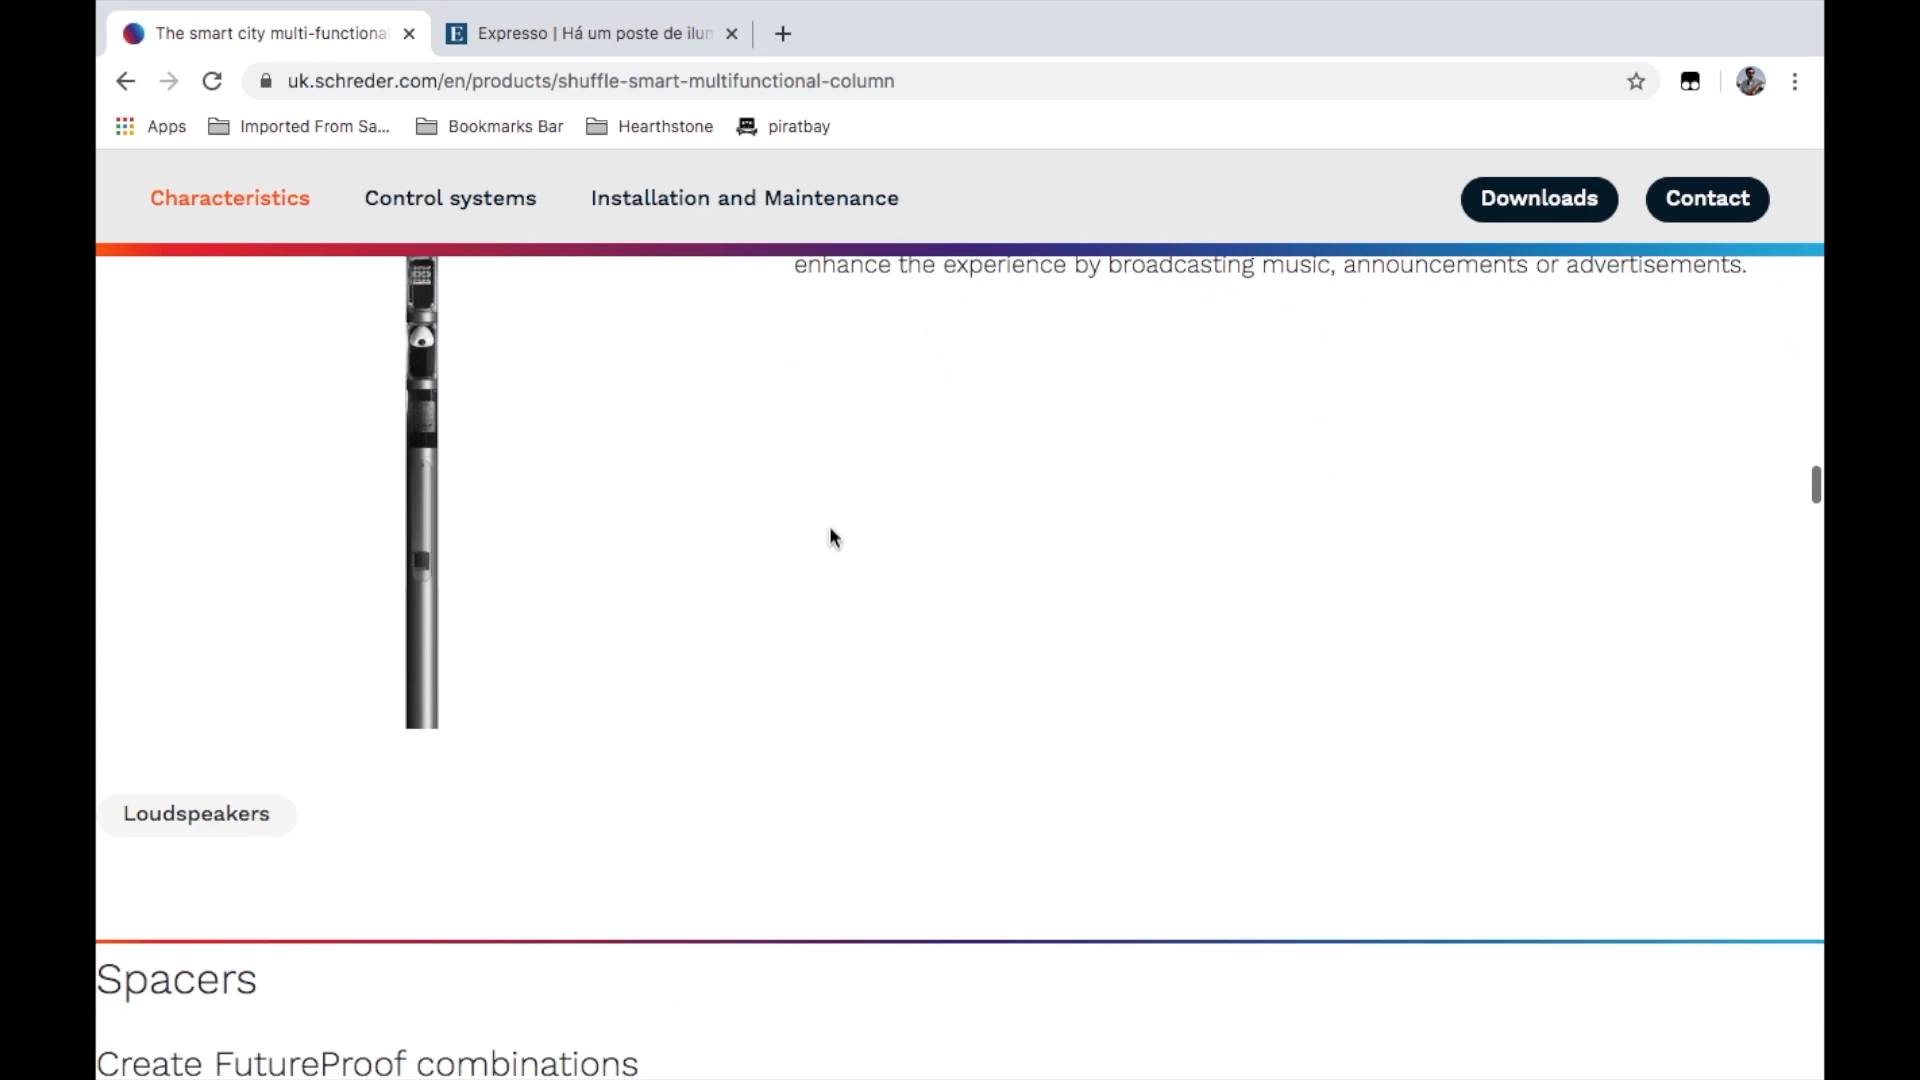 The smart city multi-functional
E Expresso | Há um poste de ilum
uk.schreder.com/en/products/shuffle-smart-multifunctional-column
Apps Imported From Sa... Bookmarks Bar Hearthstone piratbay
Characteristics Control systems Installation and Maintenance Downloads Contact
enhance the experience by broadcasting music, announcements or advertisements.
Loudspeakers
Spacers
Create FutureProof combinations